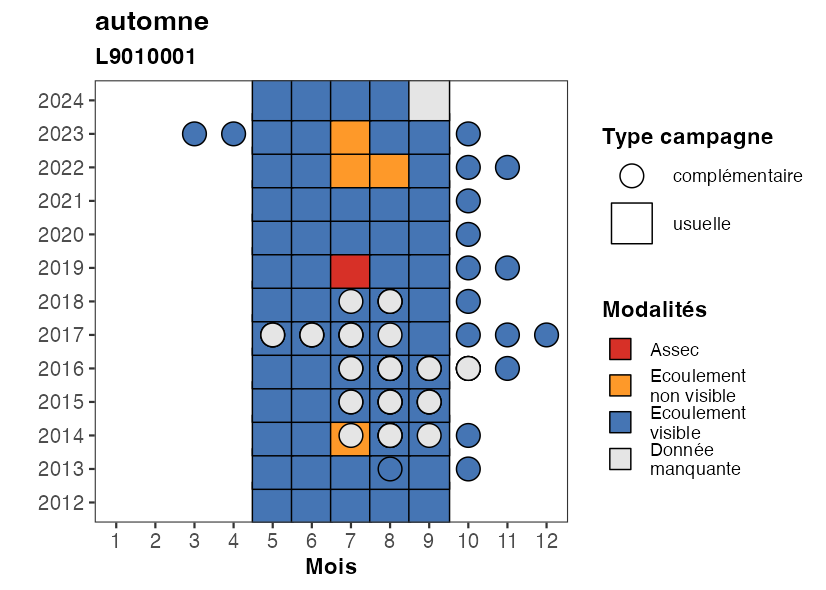 automne
L9010001
2024
2023
2022
2021
2020
2019
2018
2017
2016
2015
2014
2013
2012
1 2 3 4 5 6 7 8 9 10 11 12
Mois
Type campagne
complémentaire
usuelle
Modalités
Assec
Ecoulement
non visible
Ecoulement
visible
Donnée
manquante